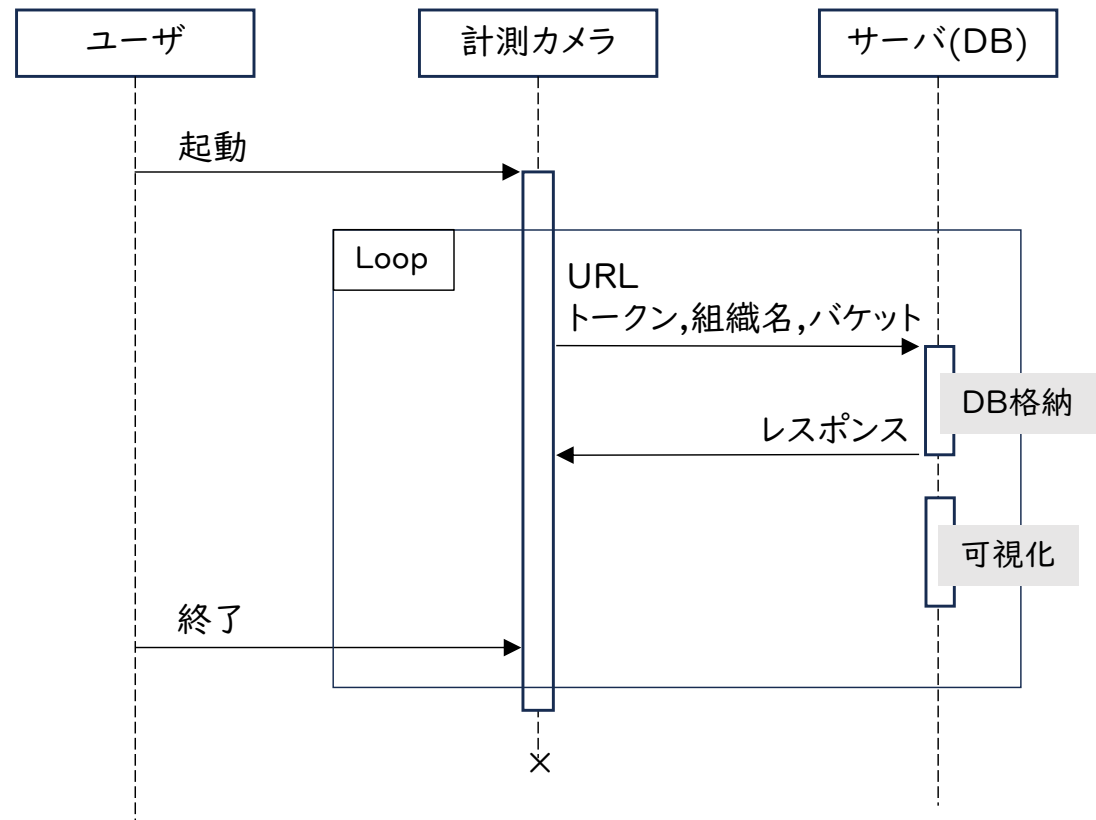 ユーザ
計測カメラ
サーバ(DB)
起動
Loop
URL
トークン,組織名,バケット
DB格納
レスポンス
可視化
終了